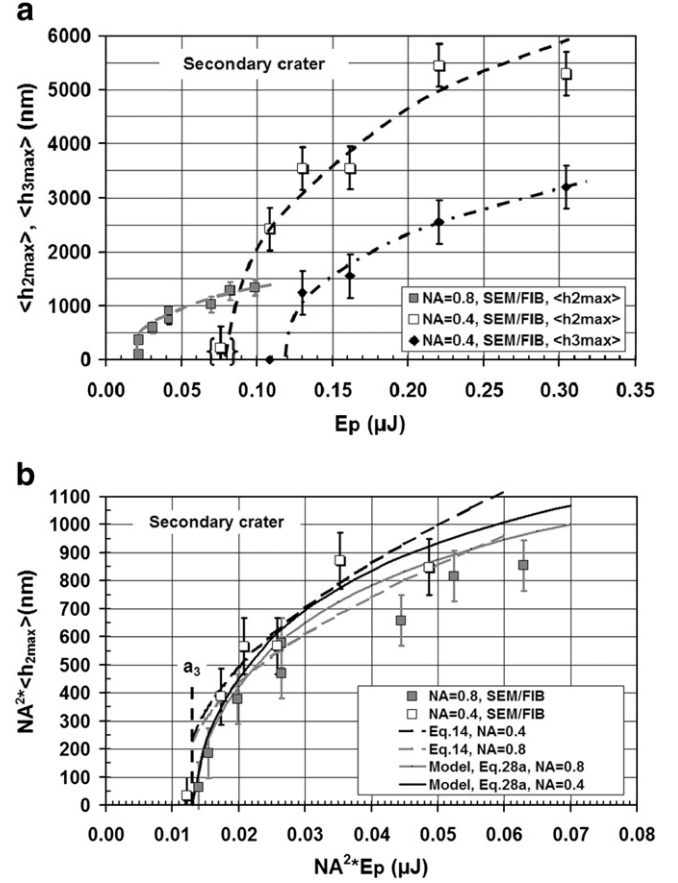 a
6000
5000
4000
3000
2000
1000
0
<h2max>, <h3max> (nm)
Secondary crater
NA=0.8, SEM/FIB, <h2max>
NA=0.4, SEM/FIB, <h2max>
NA=0.4, SEM/FIB, <h3max>
{ }
0.00 0.05 0.10 0.15 0.20 0.25 0.30 0.35
Ep (µJ)
b
1100
1000
900
800
700
600
500
400
300
200
100
0
NA²*<h₂max>(nm)
Secondary crater
a₃
NA=0.8, SEM/FIB
NA=0.4, SEM/FIB
Eq.14, NA=0.4
Eq.14, NA=0.8
Model, Eq.28a, NA=0.8
Model, Eq.28a, NA=0.4
0.00 0.01 0.02 0.03 0.04 0.05 0.06 0.07 0.08
NA²*Ep (µJ)